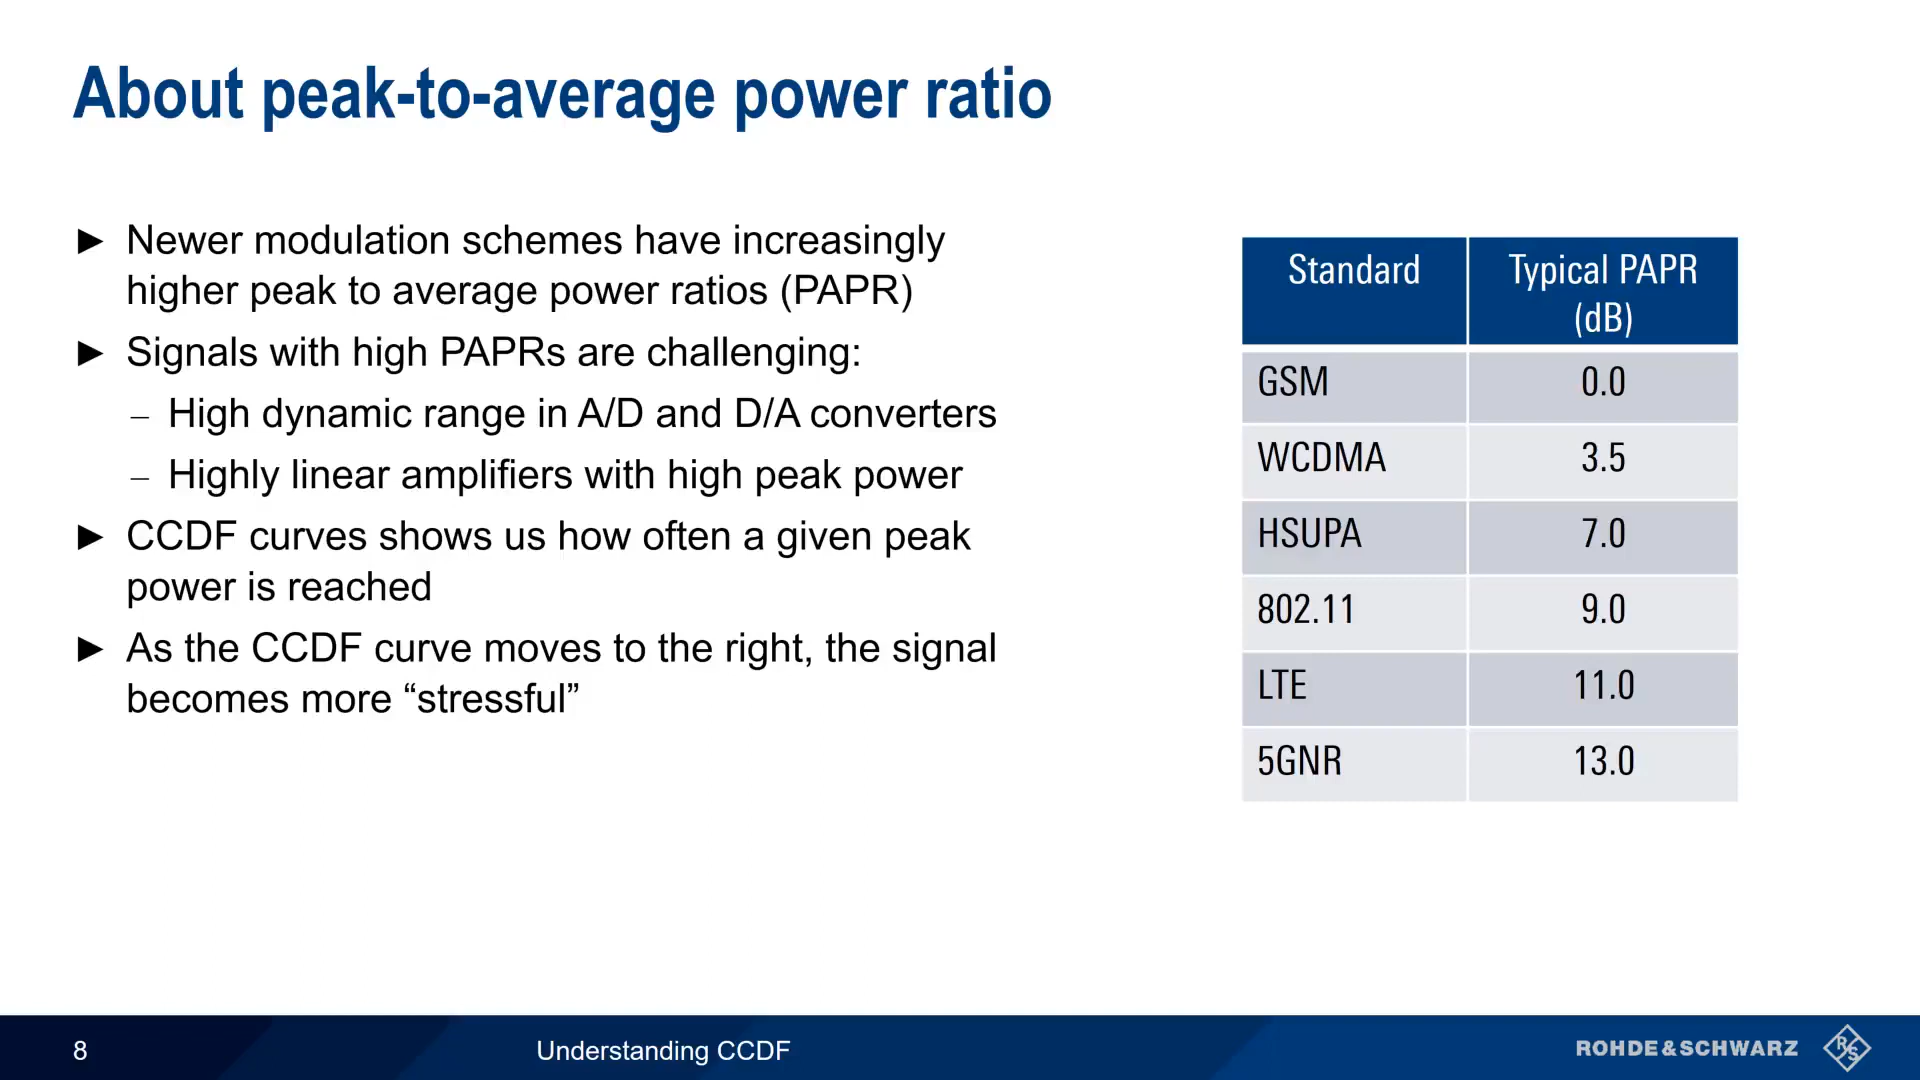 About peak-to-average power ratio
► Newer modulation schemes have increasingly
higher peak to average power ratios (PAPR)
► Signals with high PAPRs are challenging:
– High dynamic range in A/D and D/A converters
– Highly linear amplifiers with high peak power
► CCDF curves shows us how often a given peak
power is reached
► As the CCDF curve moves to the right, the signal
becomes more “stressful”
Standard Typical PAPR
(dB)
GSM 0.0
WCDMA 3.5
HSUPA 7.0
802.11 9.0
LTE 11.0
5GNR 13.0
8 Understanding CCDF ROHDE&SCHWARZ R&S